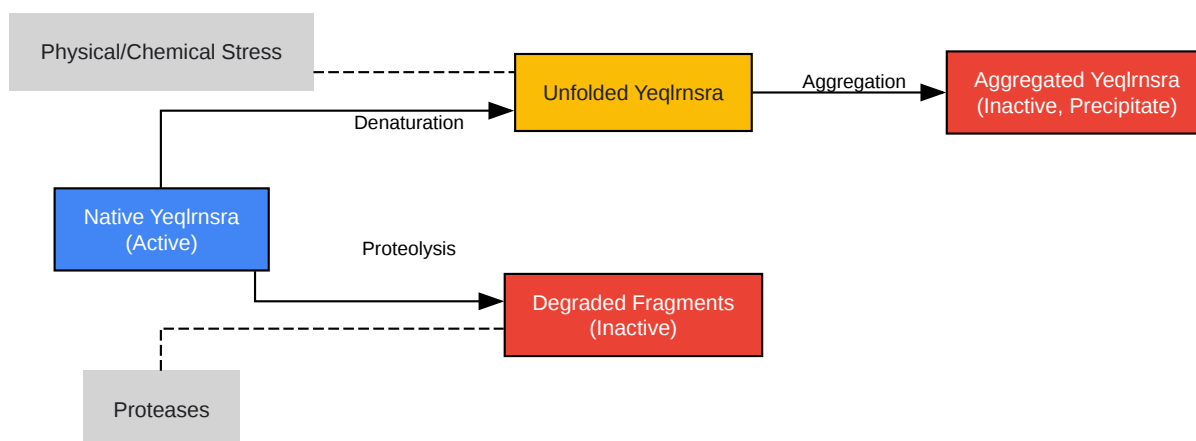 Physical/Chemical Stress
Unfolded Yeqlrnsra
Aggregation
Aggregated Yeqlrnsra
(Inactive, Precipitate)
Denaturation
Native Yeqlrnsra
(Active)
Proteolysis
Degraded Fragments
(Inactive)
Proteases